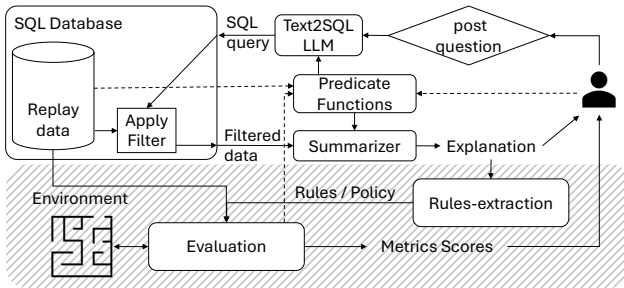 SQL Database
SQL
query
Text2SQL
LLM
post
question
Replay
data
Apply
Filter
Predicate
Functions
Filtered
data
Summarizer
Explanation
Environment
Rules / Policy
Rules-extraction
Evaluation
Metrics Scores